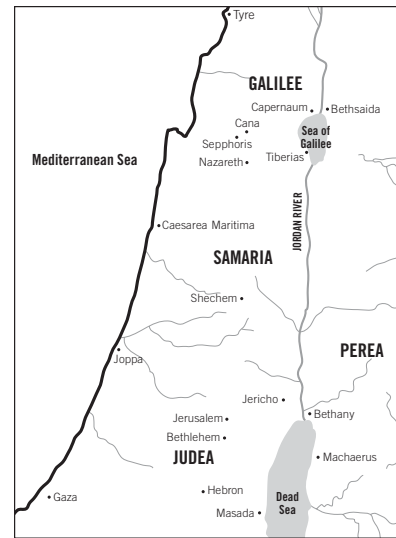 Tyre
GALILEE
Capernaum
Bethsaida
Cana
Sea of
Galilee
Sepphoris
Tiberias
Mediterranean Sea
Nazareth
JORDAN RIVER
Caesarea Maritima
SAMARIA
Shechem
Joppa
PEREA
Jericho
Bethany
Jerusalem
Bethlehem
JUDEA
Machaerus
Hebron
Gaza
Dead
Sea
Masada